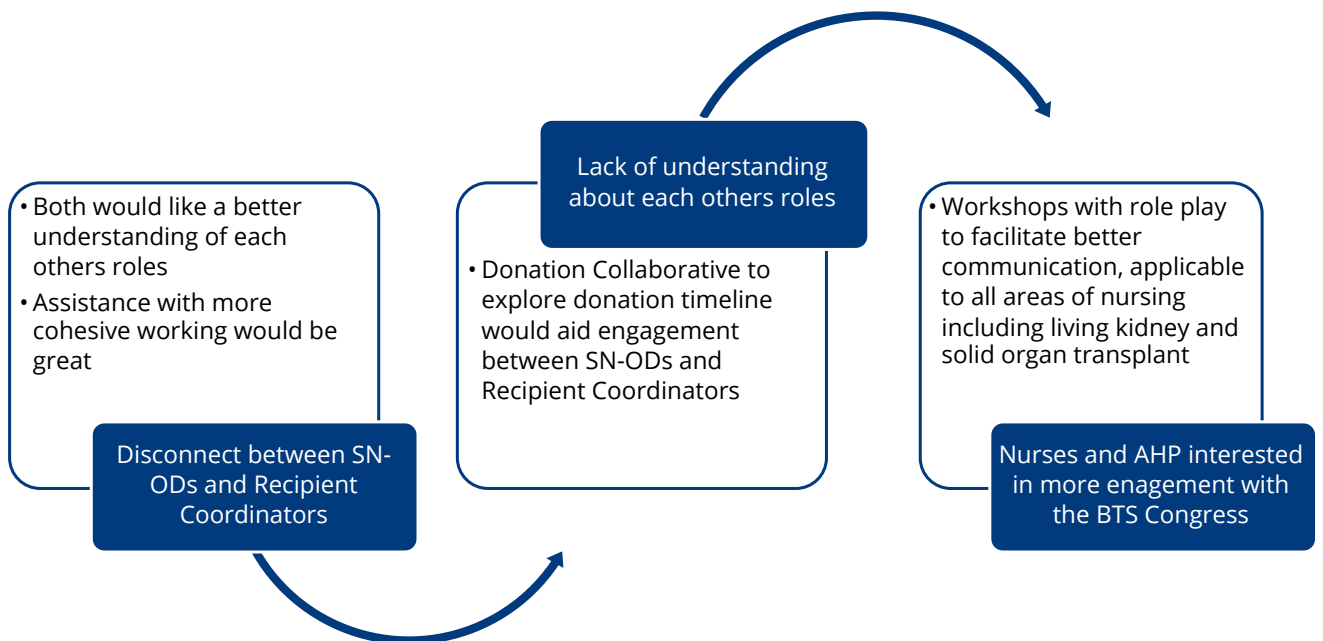 • Both would like a better
understanding of each
others roles
• Assistance with more
cohesive working would be
great
Disconnect between SN-
ODs and Recipient
Coordinators
Lack of understanding
about each others roles
• Donation Collaborative to
explore donation timeline
would aid engagement
between SN-ODs and
Recipient Coordinators
• Workshops with role play
to facilitate better
communication, applicable
to all areas of nursing
including living kidney and
solid organ transplant
Nurses and AHP interested
in more enagement with
the BTS Congress